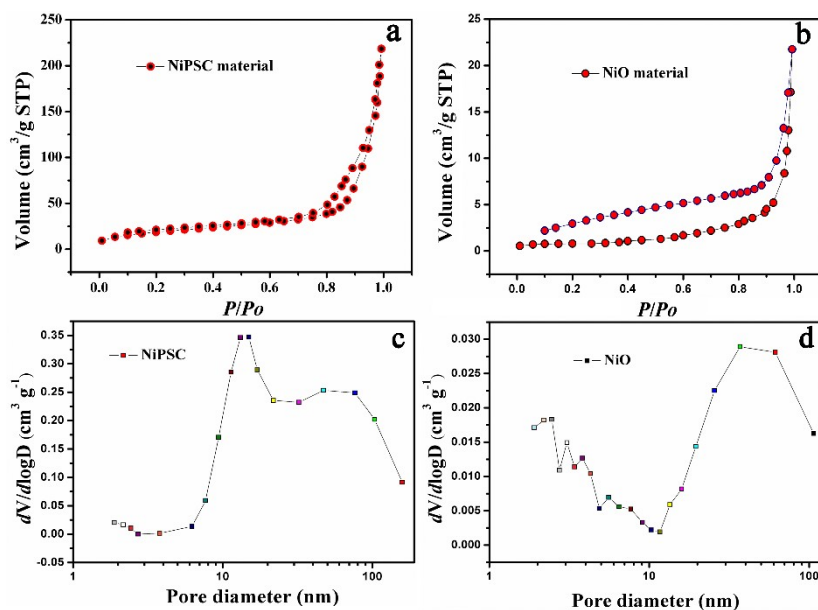 a
NiPSC material
Volume (cm³/g STP)
250
200
150
100
50
0
0.0 0.2 0.4 0.6 0.8 1.0
P/Po
b
NiO material
Volume (cm³/g STP)
25
20
15
10
5
0
0.0 0.2 0.4 0.6 0.8 1.0
P/Po
c
NiPSC
dV/dlogD (cm³ g⁻¹)
0.35
0.30
0.25
0.20
0.15
0.10
0.05
0.00
-0.05
1 10 100
Pore diameter (nm)
d
NiO
dV/dlogD (cm³ g⁻¹)
0.030
0.025
0.020
0.015
0.010
0.005
0.000
1 10 100
Pore diameter (nm)